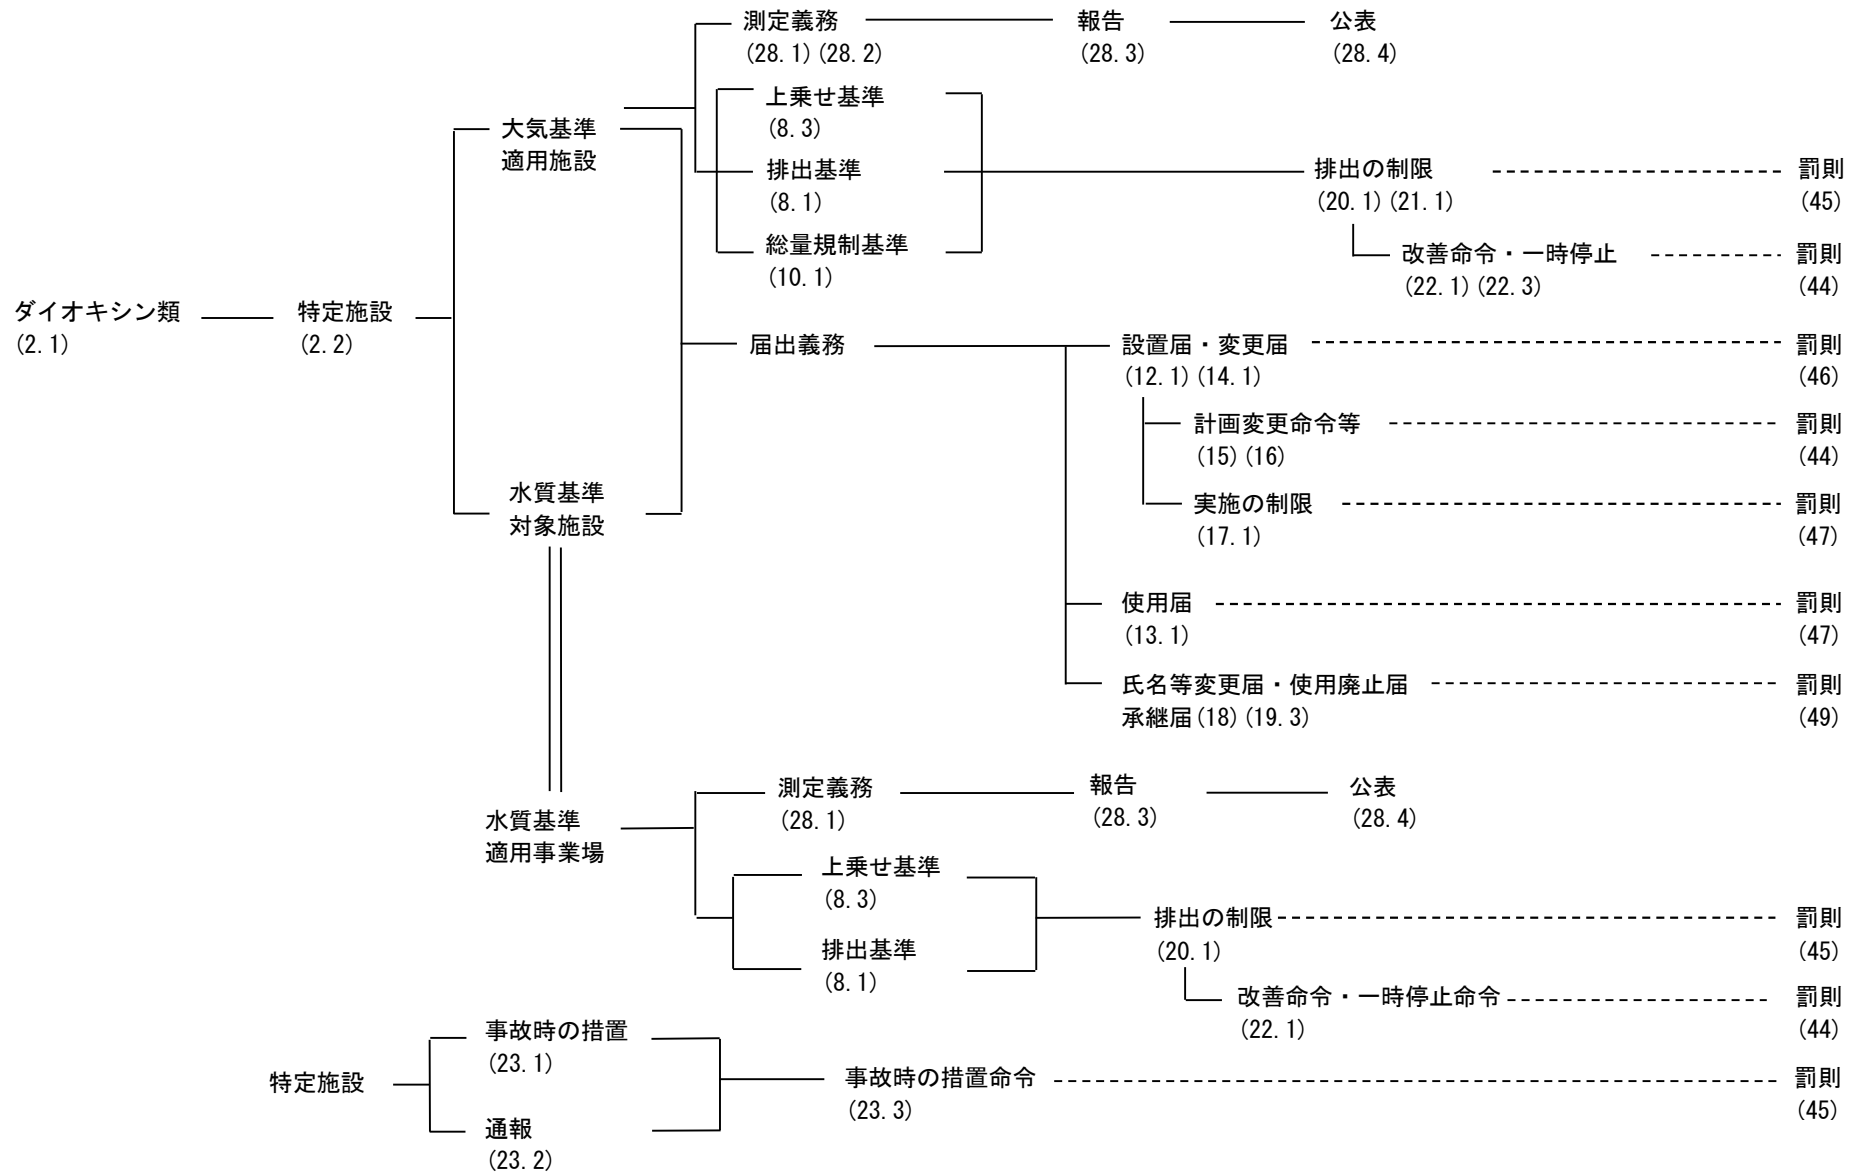 測定義務
(28.1)(28.2)
報告
(28.3)
公表
(28.4)
上乗せ基準
(8.3)
大気基準
適用施設
排出基準
(8.1)
排出の制限
(20.1)(21.1)
罰則
(45)
総量規制基準
(10.1)
改善命令・一時停止
(22.1)(22.3)
罰則
(44)
ダイオキシン類
(2.1)
特定施設
(2.2)
届出義務
設置届・変更届
(12.1)(14.1)
罰則
(46)
計画変更命令等
(15)(16)
罰則
(44)
水質基準
対象施設
実施の制限
(17.1)
罰則
(47)
使用届
(13.1)
罰則
(47)
氏名等変更届・使用廃止届
承継届(18)(19.3)
罰則
(49)
水質基準
適用事業場
測定義務
(28.1)
報告
(28.3)
公表
(28.4)
上乗せ基準
(8.3)
排出基準
(8.1)
排出の制限
(20.1)
罰則
(45)
改善命令・一時停止命令
(22.1)
罰則
(44)
特定施設
事故時の措置
(23.1)
通報
(23.2)
事故時の措置命令
(23.3)
罰則
(45)